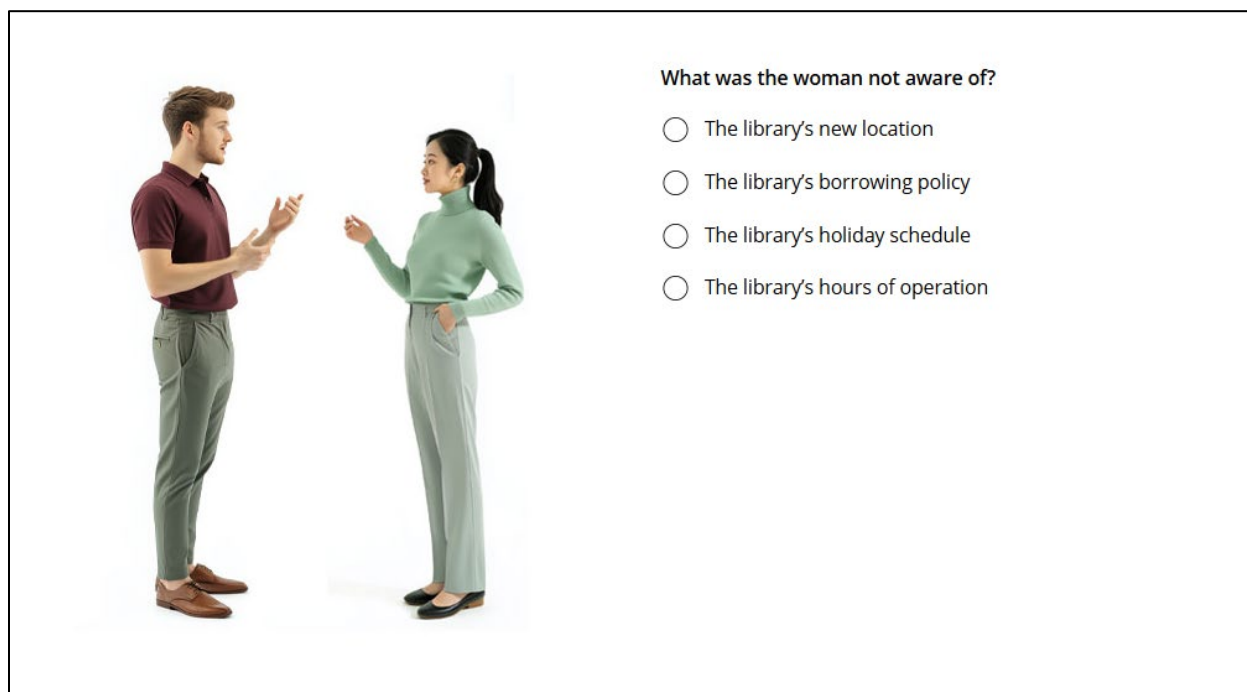 What was the woman not aware of?
The library’s new location
The library’s borrowing policy
The library’s holiday schedule
The library’s hours of operation